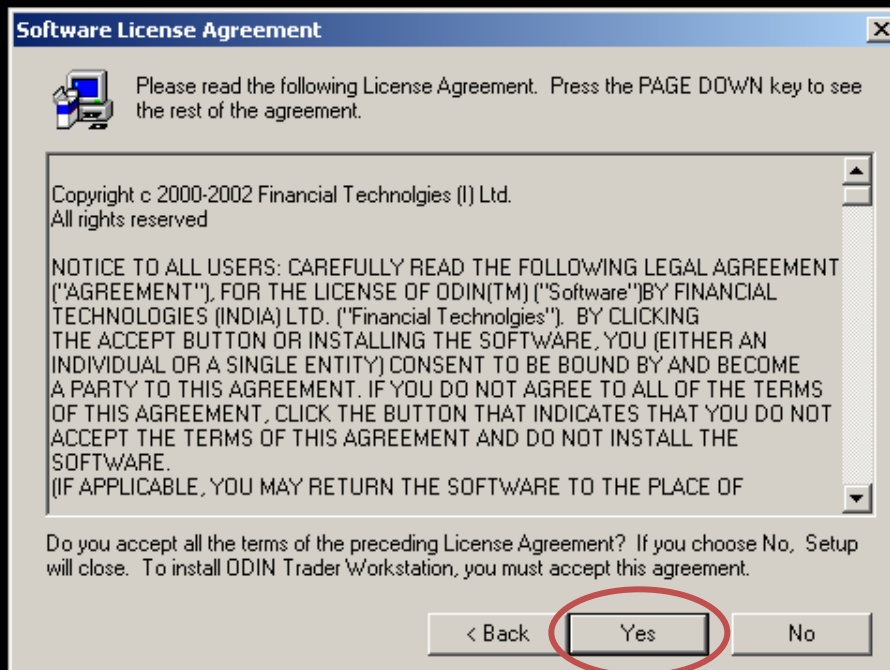 Software License Agreement
Please read the following License Agreement. Press the PAGE DOWN key to see
the rest of the agreement.
Copyright c 2000-2002 Financial Technolgies (I) Ltd.
All rights reserved
NOTICE TO ALL USERS: CAREFULLY READ THE FOLLOWING LEGAL AGREEMENT
("AGREEMENT"), FOR THE LICENSE OF ODIN(TM) ("Software")BY FINANCIAL
TECHNOLOGIES (INDIA) LTD. ("Financial Technolgies"). BY CLICKING
THE ACCEPT BUTTON OR INSTALLING THE SOFTWARE, YOU (EITHER AN
INDIVIDUAL OR A SINGLE ENTITY) CONSENT TO BE BOUND BY AND BECOME
A PARTY TO THIS AGREEMENT. IF YOU DO NOT AGREE TO ALL OF THE TERMS
OF THIS AGREEMENT, CLICK THE BUTTON THAT INDICATES THAT YOU DO NOT
ACCEPT THE TERMS OF THIS AGREEMENT AND DO NOT INSTALL THE
SOFTWARE.
(IF APPLICABLE, YOU MAY RETURN THE SOFTWARE TO THE PLACE OF
Do you accept all the terms of the preceding License Agreement? If you choose No, Setup
will close. To install ODIN Trader Workstation, you must accept this agreement.
< Back Yes No